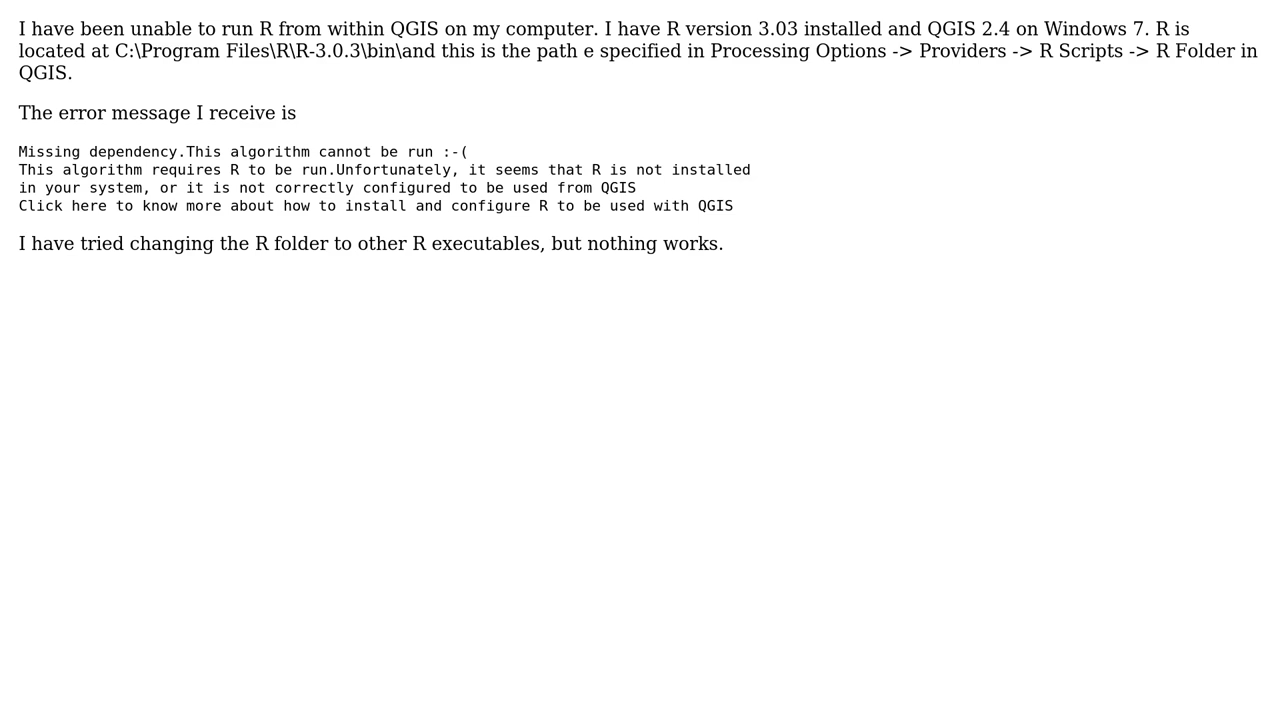 I have been unable to run R from within QGIS on my computer. I have R version 3.03 installed and QGIS 2.4 on Windows 7. R is
located at C:\Program Files\R\R-3.0.3\bin\and this is the path e specified in Processing Options -> Providers -> R Scripts -> R Folder in
QGIS.
The error message I receive is
Missing dependency.This algorithm cannot be run :-(
This algorithm requires R to be run.Unfortunately, it seems that R is not installed
in your system, or it is not correctly configured to be used from QGIS
Click here to know more about how to install and configure R to be used with QGIS
I have tried changing the R folder to other R executables, but nothing works.